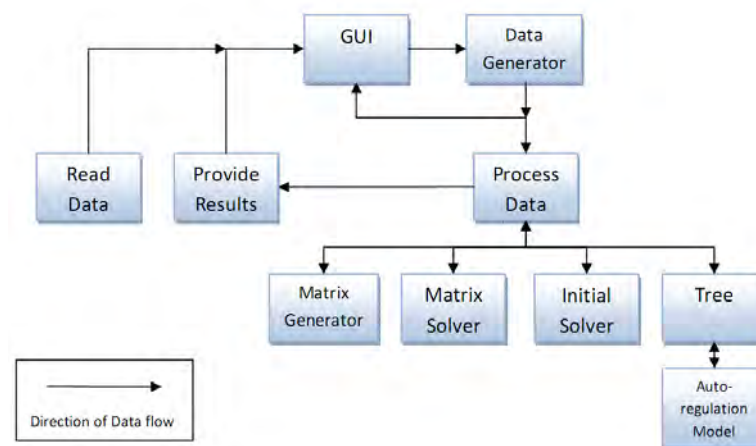 GUI
Data
Generator
Read
Data
Provide
Results
Process
Data
Matrix
Generator
Matrix
Solver
Initial
Solver
Tree
Auto-
regulation
Model
Direction of Data flow